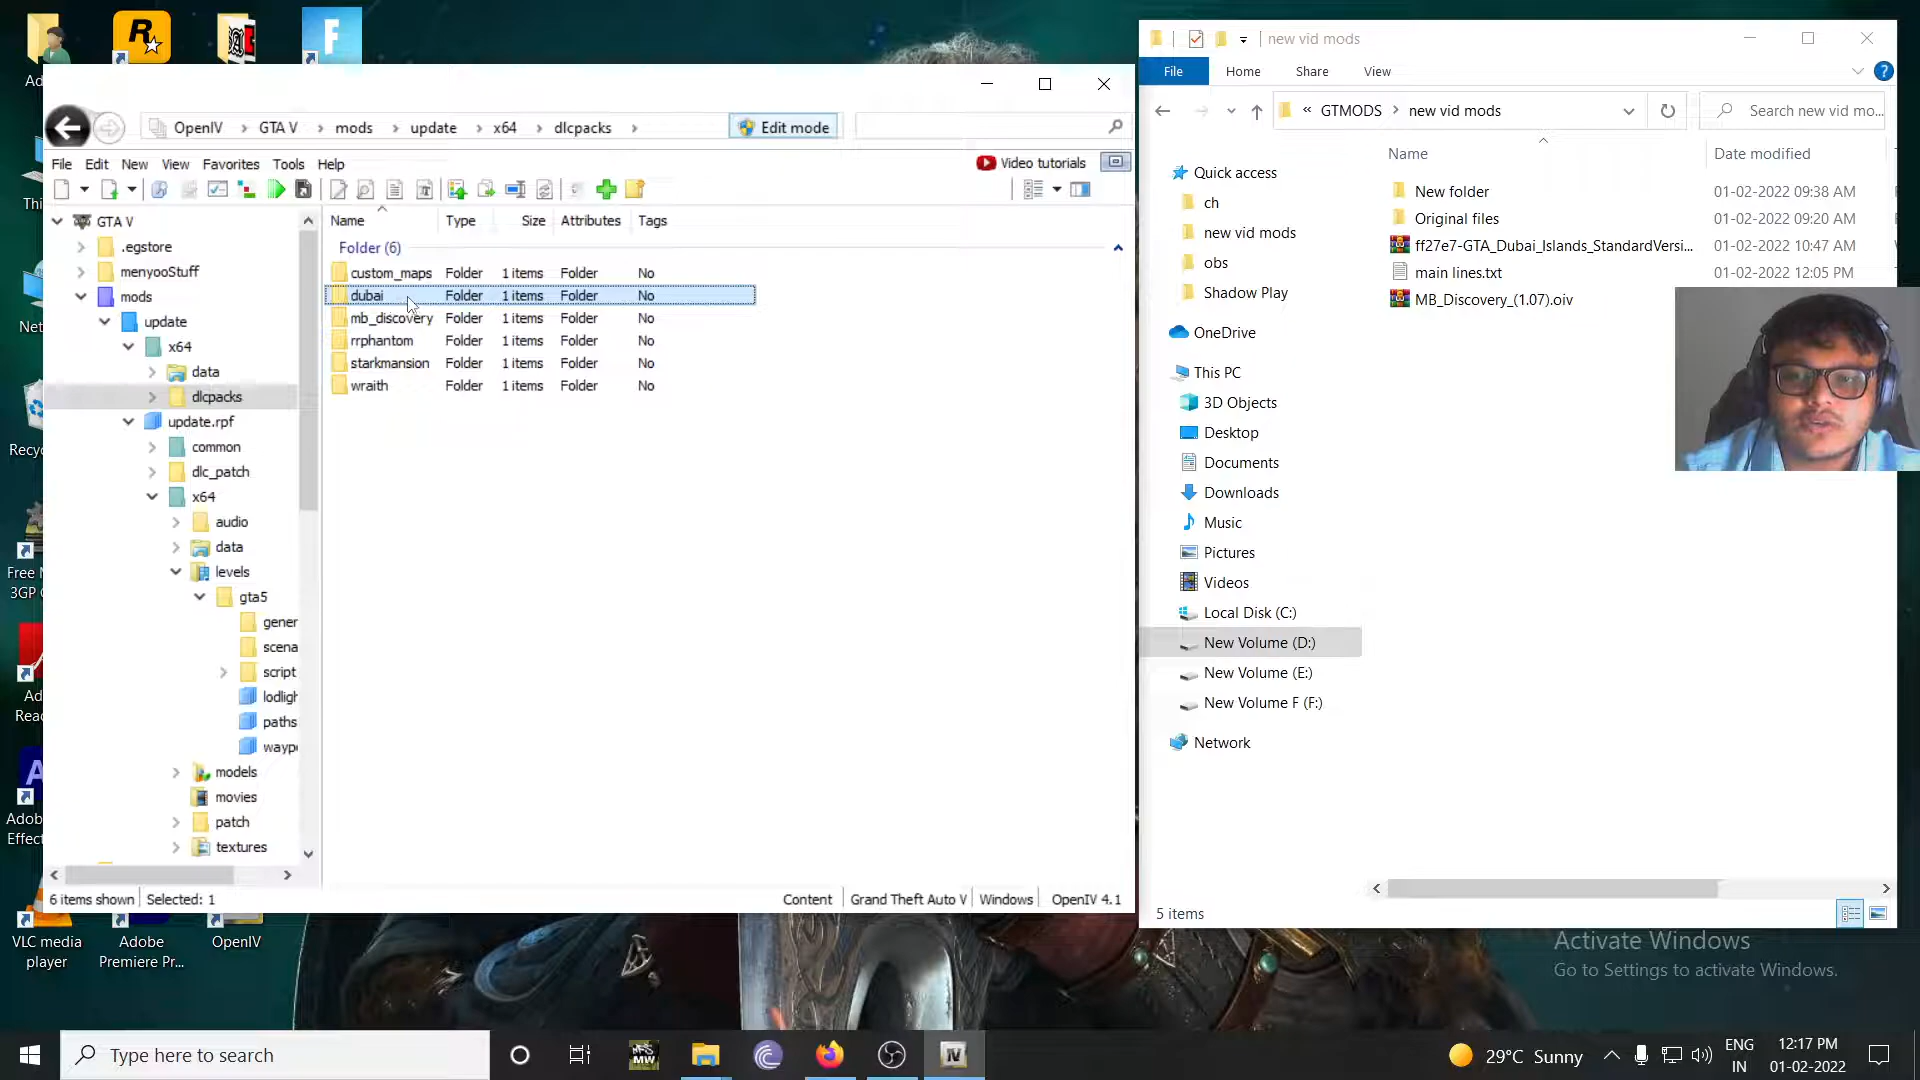 new vid mods
File
Home
Share
View
GTMODS
new vid mods
Search new vid mo...
Name
Date modified
New folder
01-02-2022 09:38 AM
Original files
01-02-2022 09:20 AM
ff27e7-GTA_Dubai_Islands_StandardVersi...
01-02-2022 10:47 AM
main lines.txt
01-02-2022 12:05 PM
MB_Discovery_(1.07).oiv
Quick access
ch
new vid mods
obs
Shadow Play
OneDrive
This PC
3D Objects
Desktop
Documents
Downloads
Music
Pictures
Videos
Local Disk (C:)
New Volume (D:)
New Volume (E:)
New Volume F (F:)
Network
5 items
OpenIV
GTA V
mods
update
x64
dlcpacks
Edit mode
File
Edit
New
View
Favorites
Tools
Help
Video tutorials
GTA V
.egstore
menyooStuff
mods
update
x64
data
dlcpacks
update.rpf
common
dlc_patch
x64
audio
data
levels
gta5
gener
scena
script
lodligh
paths
waypo
models
movies
patch
textures
Name
Type
Size
Attributes
Tags
Folder (6)
custom_maps Folder 1 items Folder No
dubai Folder 1 items Folder No
mb_discovery Folder 1 items Folder No
rrphantom Folder 1 items Folder No
starkmansion Folder 1 items Folder No
wraith Folder 1 items Folder No
6 items shown
Selected: 1
Content
Grand Theft Auto V
Windows
OpenIV 4.1
VLC media
player
Adobe
Premiere Pr...
OpenIV
Activate Windows
Go to Settings to activate Windows.
Type here to search
29°C Sunny
ENG
IN
12:17 PM
01-02-2022